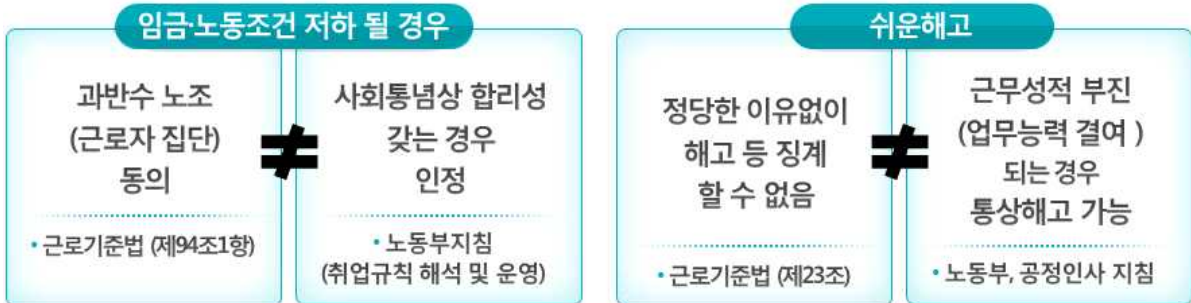 임금·노동조건 저하 될 경우
과반수 노조
(근로자 집단)
동의
• 근로기준법 (제94조1항)
≠
사회통념상 합리성
갖는 경우
인정
• 노동부지침
(취업규칙 해석 및 운영)
쉬운해고
정당한 이유없이
해고 등 징계
할 수 없음
• 근로기준법 (제23조)
≠
근무성적 부진
(업무능력 결여 )
되는 경우
통상해고 가능
• 노동부, 공정인사 지침